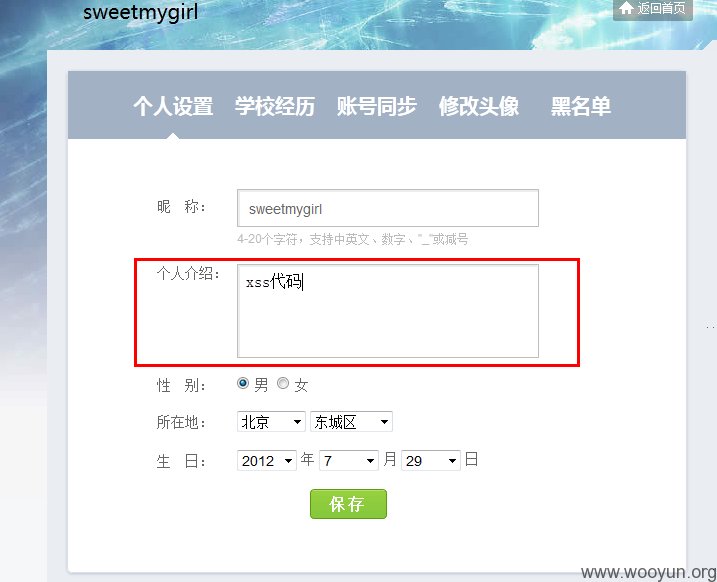 sweetmygirl
返回首页
个人设置 学校经历 账号同步 修改头像 黑名单
昵 称： sweetmygirl
4-20个字符，支持中英文、数字、"_"或减号
个人介绍： xss代码
性 别： 男 女
所在地： 北京 东城区
生 日： 2012 年 7 月 29 日
保存
www.wooyun.org